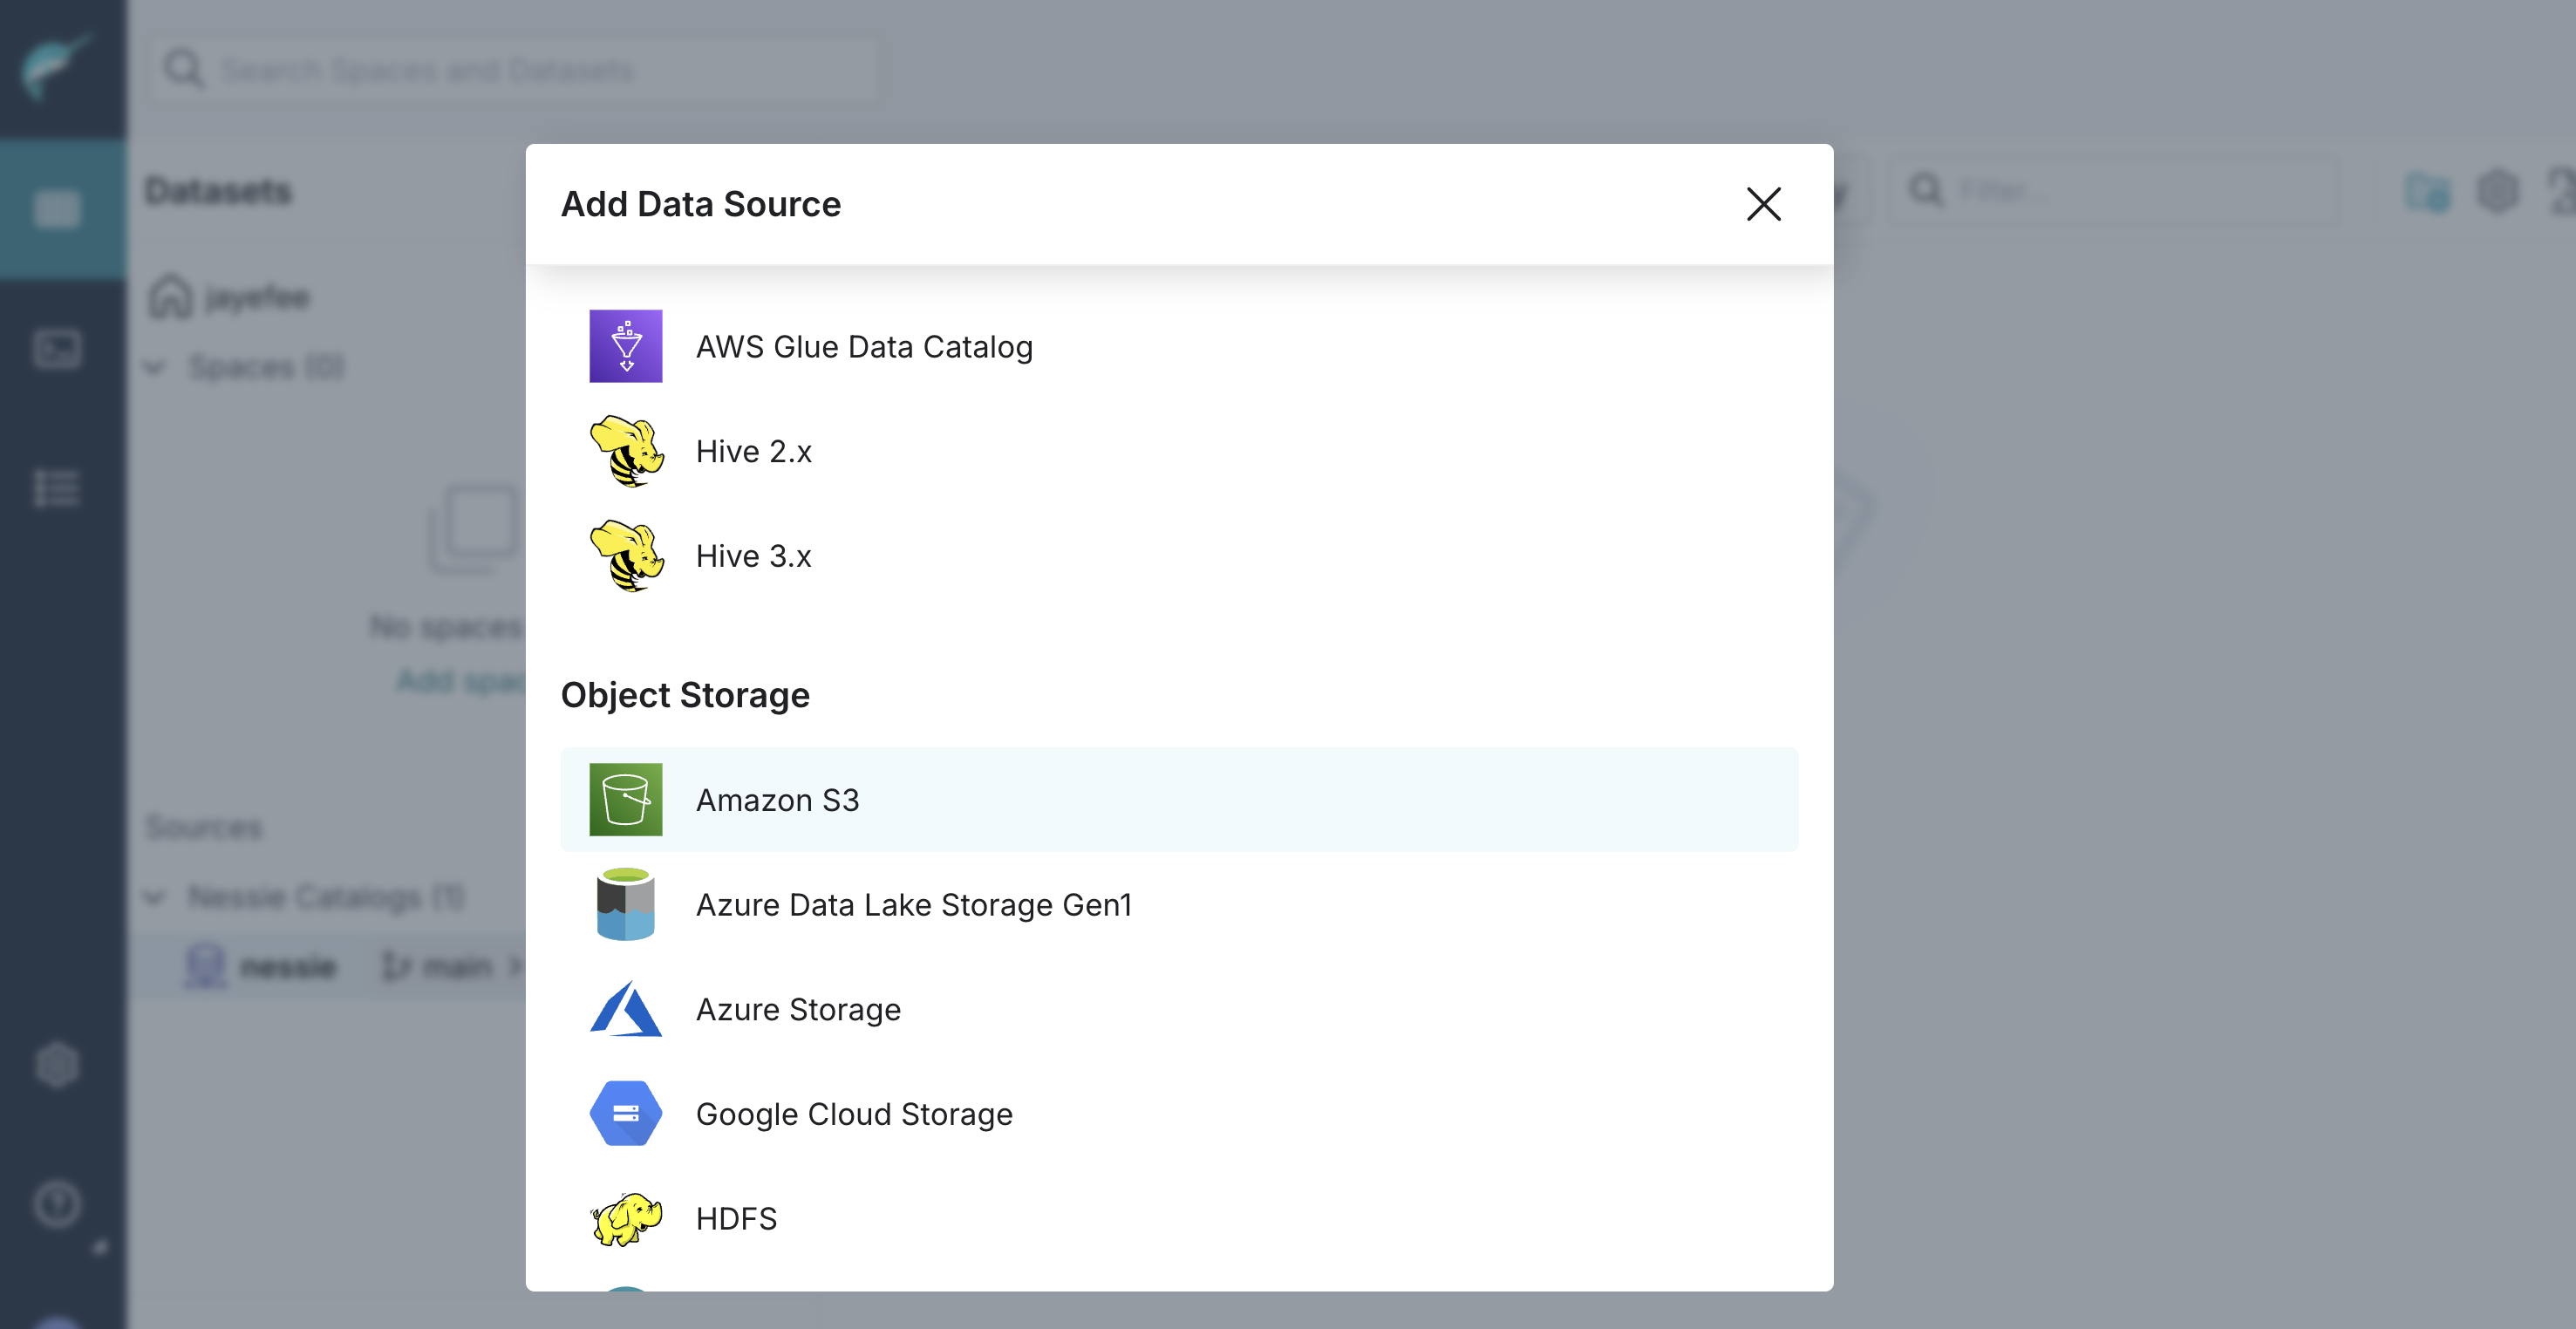 Search Spaces and Datasets
Datasets
Filter...
jayefee
Spaces (0)
No spaces
Add
Sources
Nessie Catalogs (1)
nessie
main
Add Data Source
AWS Glue Data Catalog
Hive 2.x
Hive 3.x
Object Storage
Amazon S3
Azure Data Lake Storage Gen1
Azure Storage
Google Cloud Storage
HDFS